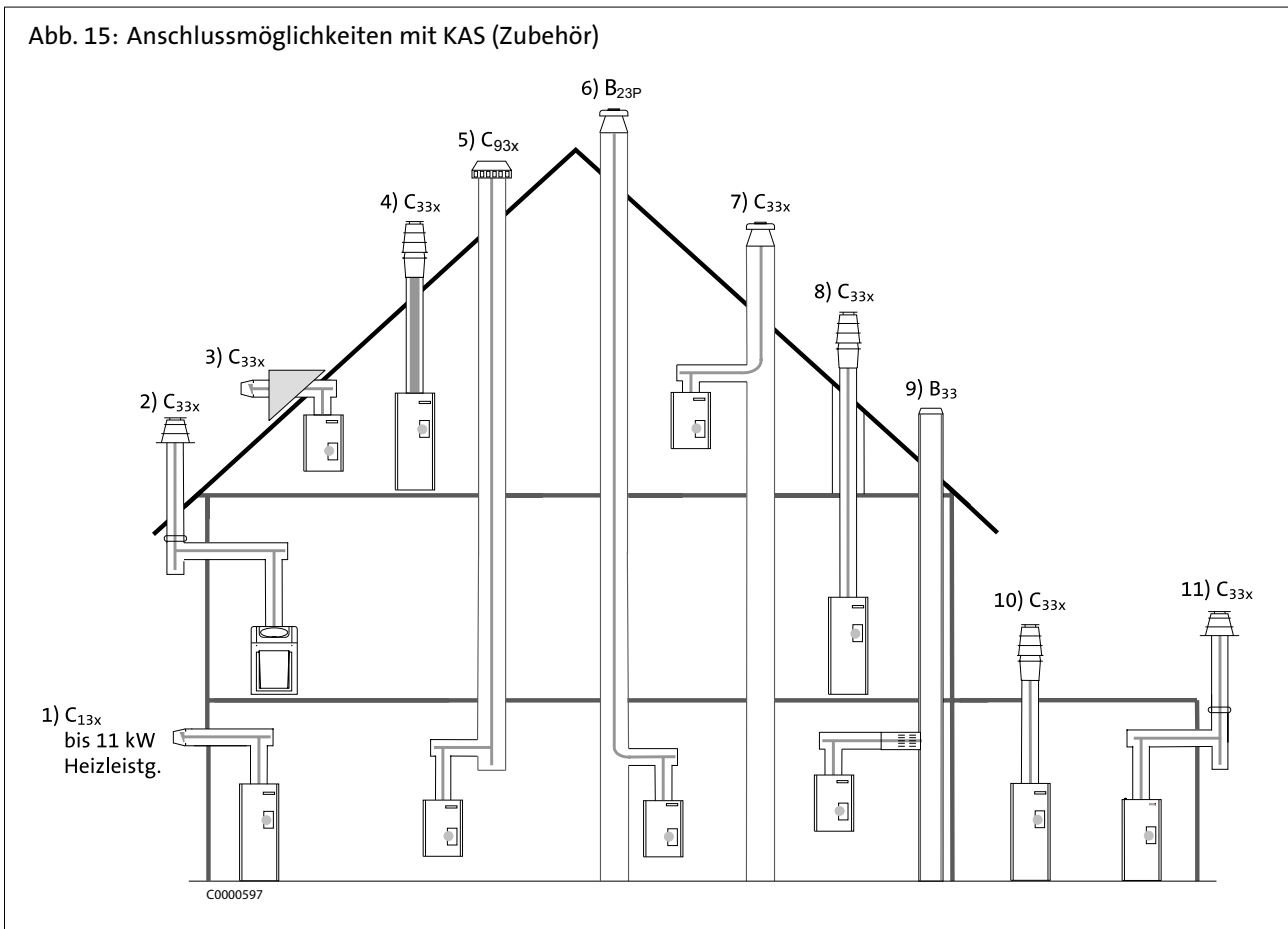 Abb. 15: Anschlussmöglichkeiten mit KAS (Zubehör)
6) B23P
5) C93x
4) C33x
7) C33x
8) C33x
3) C33x
9) B33
2) C33x
10) C33x
11) C33x
1) C13x
bis 11 kW
Heizleistg.
C0000597